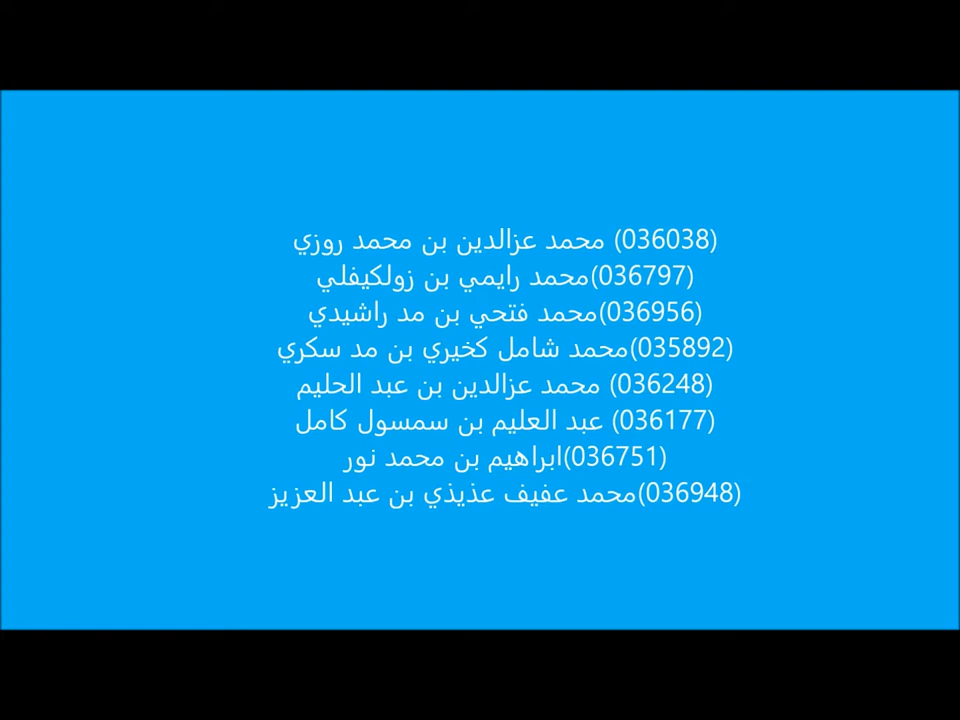 (036038) محمد عزالدين بن محمد روزي
(036797)محمد رايمي بن زولكيفلي
(036956)محمد فتحي بن مد راشيدي
(035892)محمد شامل كخيري بن مد سكري
(036248) محمد عزالدين بن عبد الحليم
(036177) عبد العليم بن سمسول كامل
(036751)ابراهيم بن محمد نور
(036948)محمد عفيف عذيذي بن عبد العزيز